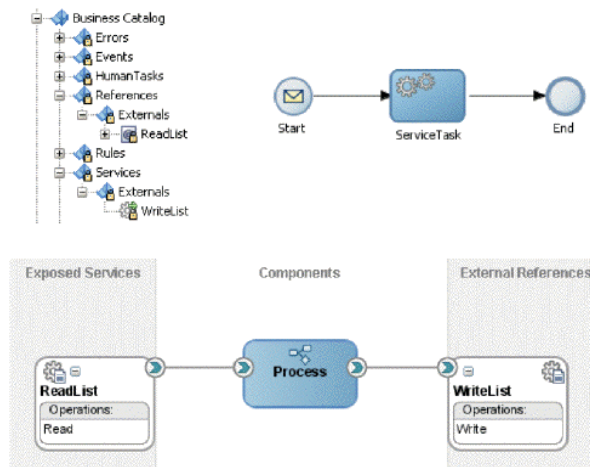 Business Catalog
Errors
Events
HumanTasks
References
Externals
ReadList
Rules
Services
Externals
WriteList
Start
ServiceTask
End
Exposed Services
Components
External References
ReadList
Operations:
Read
Process
WriteList
Operations:
Write